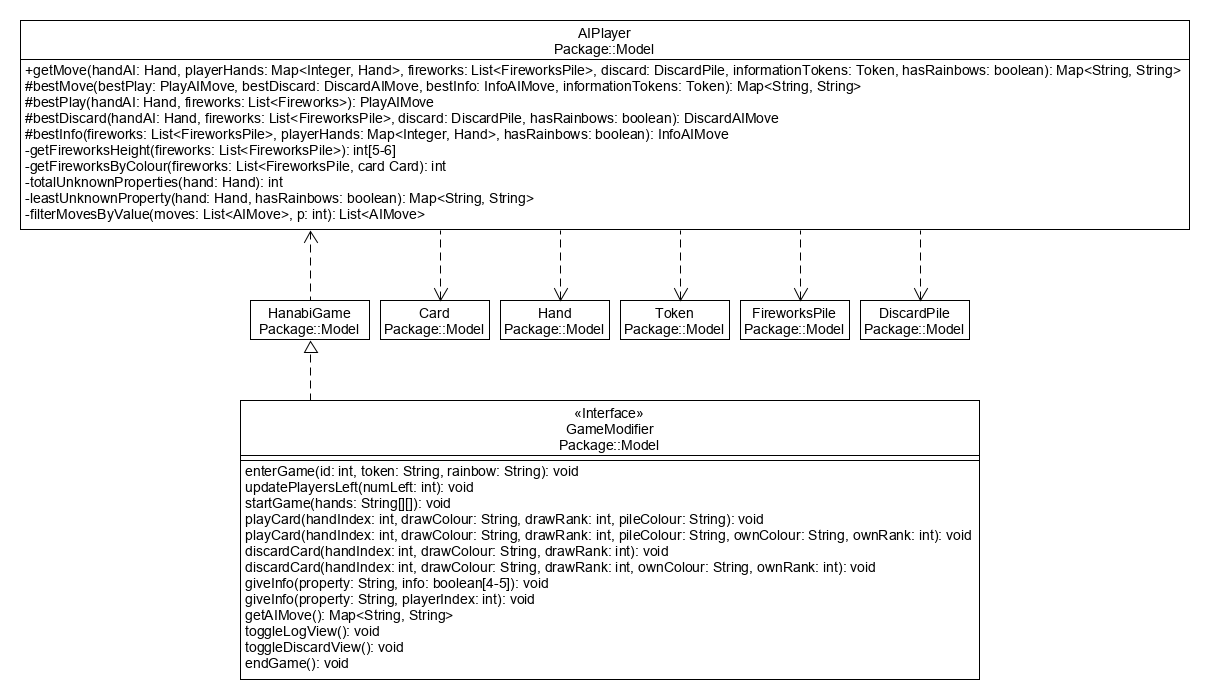 AIPlayer
Package::Model
+getMove(handAI: Hand, playerHands: Map<Integer, Hand>, fireworks: List<FireworksPile>, discard: DiscardPile, informationTokens: Token, hasRainbows: boolean): Map<String, String>
#bestMove(bestPlay: PlayAIMove, bestDiscard: DiscardAIMove, bestInfo: InfoAIMove, informationTokens: Token): Map<String, String>
#bestPlay(handAI: Hand, fireworks: List<Fireworks>): PlayAIMove
#bestDiscard(handAI: Hand, fireworks: List<FireworksPile>, discard: DiscardPile, hasRainbows: boolean): DiscardAIMove
#bestInfo(fireworks: List<FireworksPile>, playerHands: Map<Integer, Hand>, hasRainbows: boolean): InfoAIMove
-getFireworksHeight(fireworks: List<FireworksPile>): int[5-6]
-getFireworksByColour(fireworks: List<FireworksPile, card Card): int
-totalUnknownProperties(hand: Hand): int
-leastUnknownProperty(hand: Hand, hasRainbows: boolean): Map<String, String>
-filterMovesByValue(moves: List<AIMove>, p: int): List<AIMove>
HanabiGame
Package::Model
Card
Package::Model
Hand
Package::Model
Token
Package::Model
FireworksPile
Package::Model
DiscardPile
Package::Model
«Interface»
GameModifier
Package::Model
enterGame(id: int, token: String, rainbow: String): void
updatePlayersLeft(numLeft: int): void
startGame(hands: String[][]): void
playCard(handIndex: int, drawColour: String, drawRank: int, pileColour: String): void
playCard(handIndex: int, drawColour: String, drawRank: int, pileColour: String, ownColour: String, ownRank: int): void
discardCard(handIndex: int, drawColour: String, drawRank: int): void
discardCard(handIndex: int, drawColour: String, drawRank: int, ownColour: String, ownRank: int): void
giveInfo(property: String, info: boolean[4-5]): void
giveInfo(property: String, playerIndex: int): void
getAIMove(): Map<String, String>
toggleLogView(): void
toggleDiscardView(): void
endGame(): void